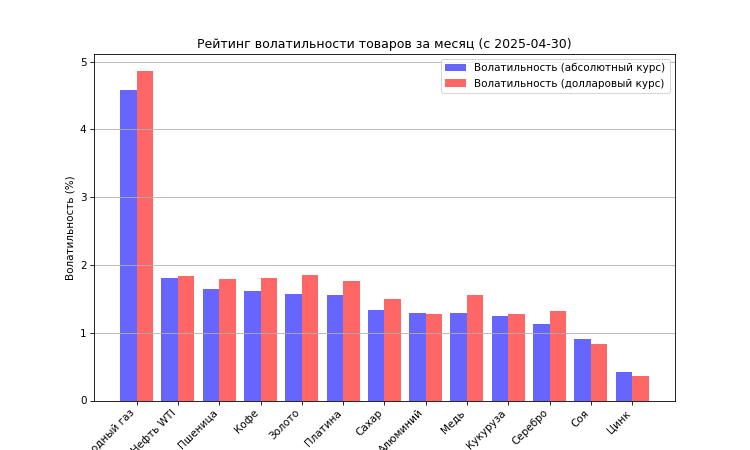 Рейтинг волатильности товаров за месяц (с 2025-04-30)
Волатильность (абсолютный курс)
Волатильность (долларовый курс)
Волатильность (%)
5
4
3
2
1
0
одный газ
Нефть WTI
Пшеница
Кофе
Золото
Платина
Сахар
Алюминий
Медь
Кукуруза
Серебро
Соя
Цинк